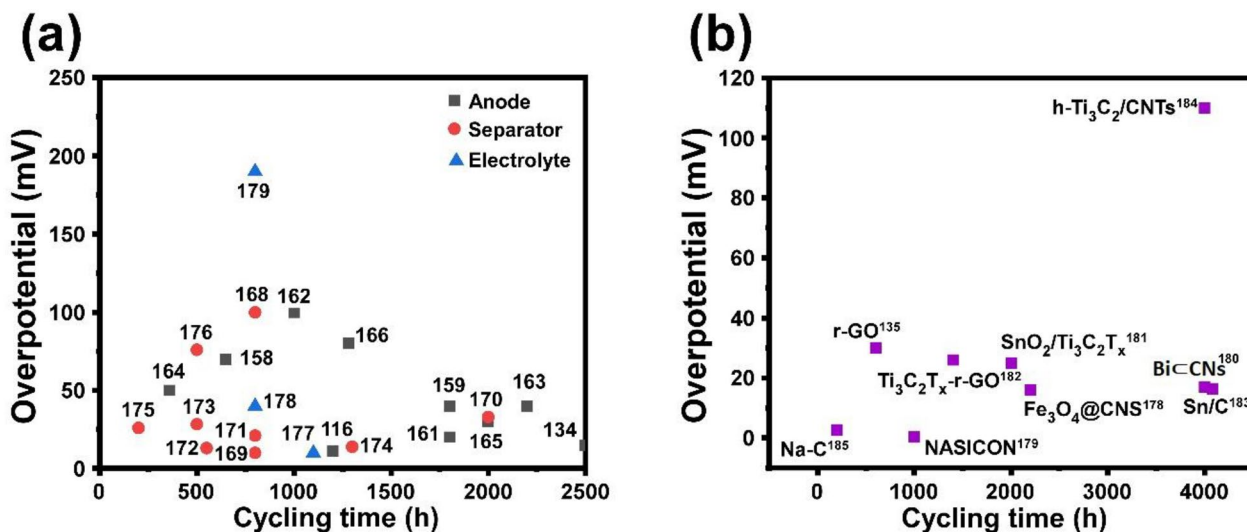 (a)
Overpotential (mV)
250
200
150
100
50
0
Anode
Separator
Electrolyte
179
168
162
176
158
166
164
175
173
178
172
171
169
177
116
174
159
170
163
161
165
134
0 500 1000 1500 2000 2500
Cycling time (h)
(b)
Overpotential (mV)
120
100
80
60
40
20
0
h-Ti₃C₂/CNTs¹⁸⁴
r-GO¹³⁵
SnO₂/Ti₃C₂Tₓ¹⁸¹
Ti₃C₂Tₓ-r-GO¹⁸²
Bi⊂CNs¹⁸⁰
Fe₃O₄@CNS¹⁷⁸
Sn/C¹⁸³
Na-C¹⁸⁵
NASICON¹⁷⁹
0 1000 2000 3000 4000
Cycling time (h)